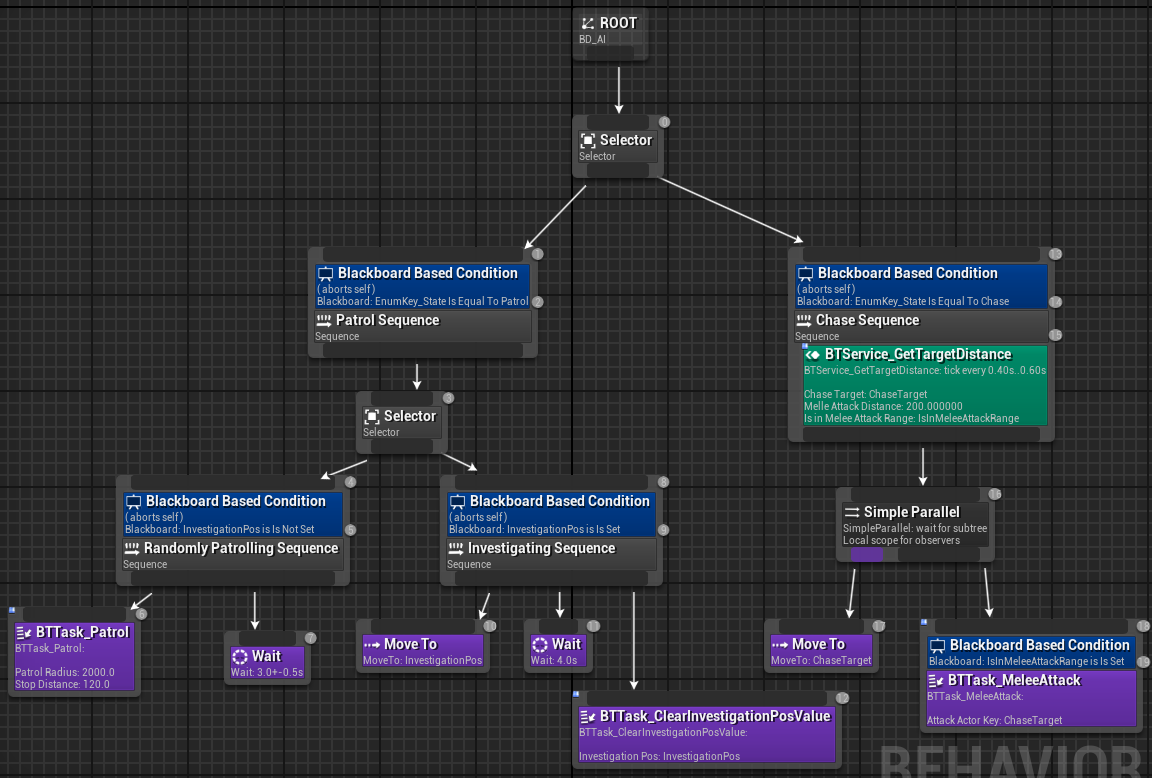 ROOT
BD_AI
0
Selector
Selector
1
Blackboard Based Condition
(aborts self)
Blackboard: EnumKey_State Is Equal To Patrol
2
Patrol Sequence
Sequence
13
Blackboard Based Condition
(aborts self)
Blackboard: EnumKey_State Is Equal To Chase
14
Chase Sequence
Sequence
15
BTService_GetTargetDistance
BTService_GetTargetDistance: tick every 0.40s..0.60s
Chase Target: ChaseTarget
Melle Attack Distance: 200.000000
Is in Melee Attack Range: IsInMeleeAttackRange
3
Selector
Selector
4
Blackboard Based Condition
(aborts self)
Blackboard: InvestigationPos is Is Not Set
5
Randomly Patrolling Sequence
Sequence
8
Blackboard Based Condition
(aborts self)
Blackboard: InvestigationPos is Is Set
9
Investigating Sequence
Sequence
16
Simple Parallel
SimpleParallel: wait for subtree
Local scope for observers
6
BTTask_Patrol
BTTask_Patrol:
Patrol Radius: 2000.0
Stop Distance: 120.0
7
Wait
Wait: 3.0+-0.5s
10
Move To
MoveTo: InvestigationPos
11
Wait
Wait: 4.0s
12
BTTask_ClearInvestigationPosValue
BTTask_ClearInvestigationPosValue:
Investigation Pos: InvestigationPos
17
Move To
MoveTo: ChaseTarget
18
Blackboard Based Condition
Blackboard: IsInMeleeAttackRange is Is Set
19
BTTask_MeleeAttack
BTTask_MeleeAttack:
Attack Actor Key: ChaseTarget
BEHAVIOR